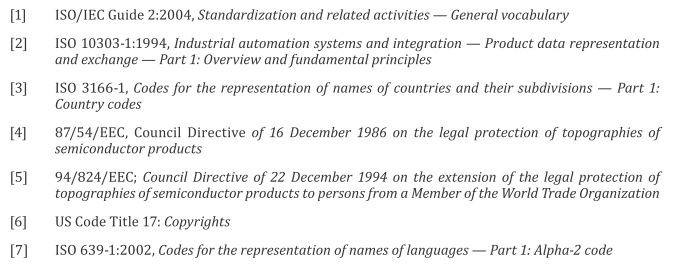 [1] ISO/IEC Guide 2:2004, Standardization and related activities — General vocabulary
[2] ISO 10303-1:1994, Industrial automation systems and integration — Product data representation
and exchange — Part 1: Overview and fundamental principles
[3] ISO 3166-1, Codes for the representation of names of countries and their subdivisions — Part 1:
Country codes
[4] 87/54/EEC, Council Directive of 16 December 1986 on the legal protection of topographies of
semiconductor products
[5] 94/824/EEC; Council Directive of 22 December 1994 on the extension of the legal protection of
topographies of semiconductor products to persons from a Member of the World Trade Organization
[6] US Code Title 17: Copyrights
[7] ISO 639-1:2002, Codes for the representation of names of languages — Part 1: Alpha-2 code